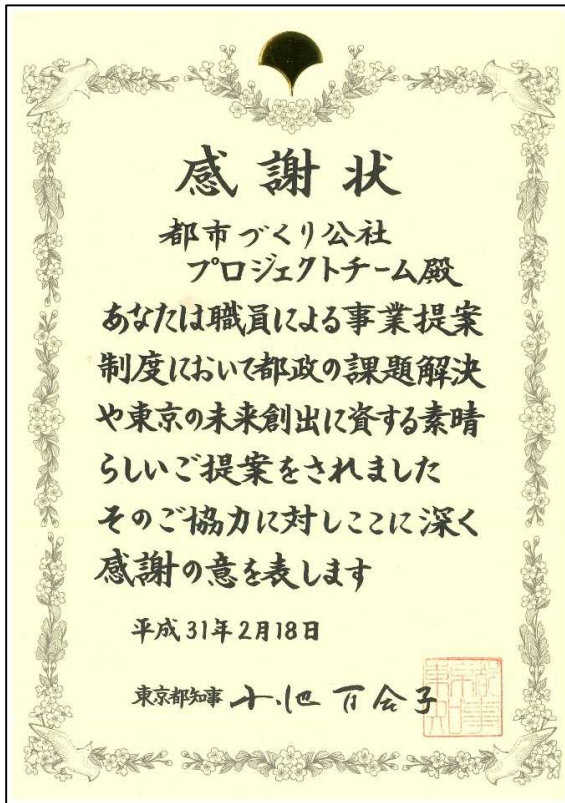 感謝状
都市づくり公社
プロジェクトチーム殿
あなたは職員による事業提案
制度において都政の課題解決
や東京の未来創出に資する素晴
らしいご提案をされました
そのご協力に対しここに深く
感謝の意を表します
平成31年2月18日
東京都知事 小池百合子